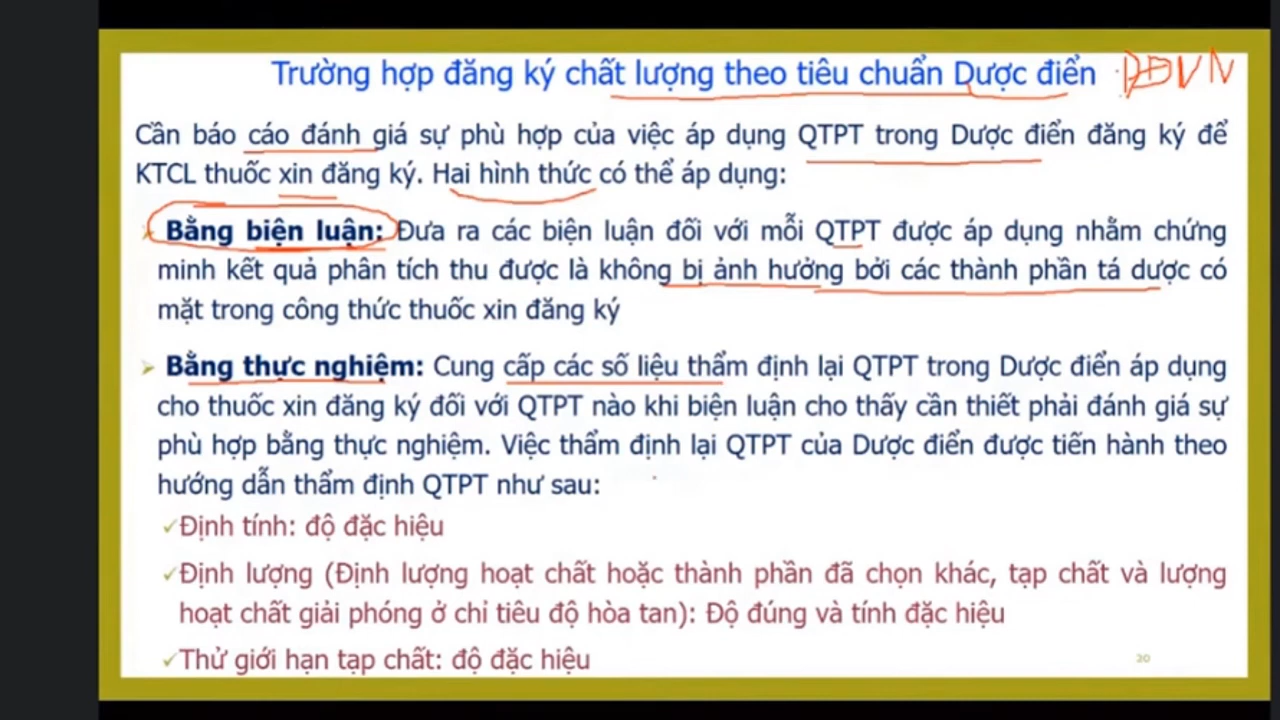 Trường hợp đăng ký chất lượng theo tiêu chuẩn Dược điển ĐĐVN
Cần báo cáo đánh giá sự phù hợp của việc áp dụng QTPT trong Dược điển đăng ký để
KTCL thuốc xin đăng ký. Hai hình thức có thể áp dụng:
Bằng biện luận: Đưa ra các biện luận đối với mỗi QTPT được áp dụng nhằm chứng
minh kết quả phân tích thu được là không bị ảnh hưởng bởi các thành phần tá dược có
mặt trong công thức thuốc xin đăng ký
Bằng thực nghiệm: Cung cấp các số liệu thẩm định lại QTPT trong Dược điển áp dụng
cho thuốc xin đăng ký đối với QTPT nào khi biện luận cho thấy cần thiết phải đánh giá sự
phù hợp bằng thực nghiệm. Việc thẩm định lại QTPT của Dược điển được tiến hành theo
hướng dẫn thẩm định QTPT như sau:
✓Định tính: độ đặc hiệu
✓Định lượng (Định lượng hoạt chất hoặc thành phần đã chọn khác, tạp chất và lượng
hoạt chất giải phóng ở chỉ tiêu độ hòa tan): Độ đúng và tính đặc hiệu
✓Thử giới hạn tạp chất: độ đặc hiệu
20